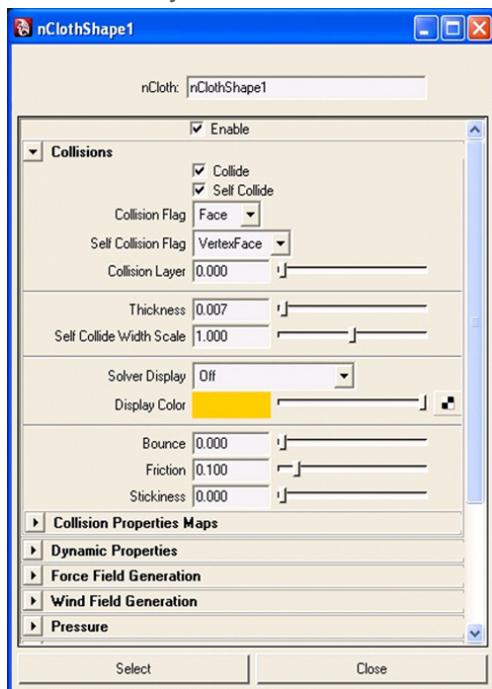 nClothShape1
nCloth: nClothShape1
Enable
Collisions
Collide
Self Collide
Collision Flag Face
Self Collision Flag VertexFace
Collision Layer 0.000
Thickness 0.007
Self Collide Width Scale 1.000
Solver Display Off
Display Color
Bounce 0.000
Friction 0.100
Stickiness 0.000
Collision Properties Maps
Dynamic Properties
Force Field Generation
Wind Field Generation
Pressure
Select Close